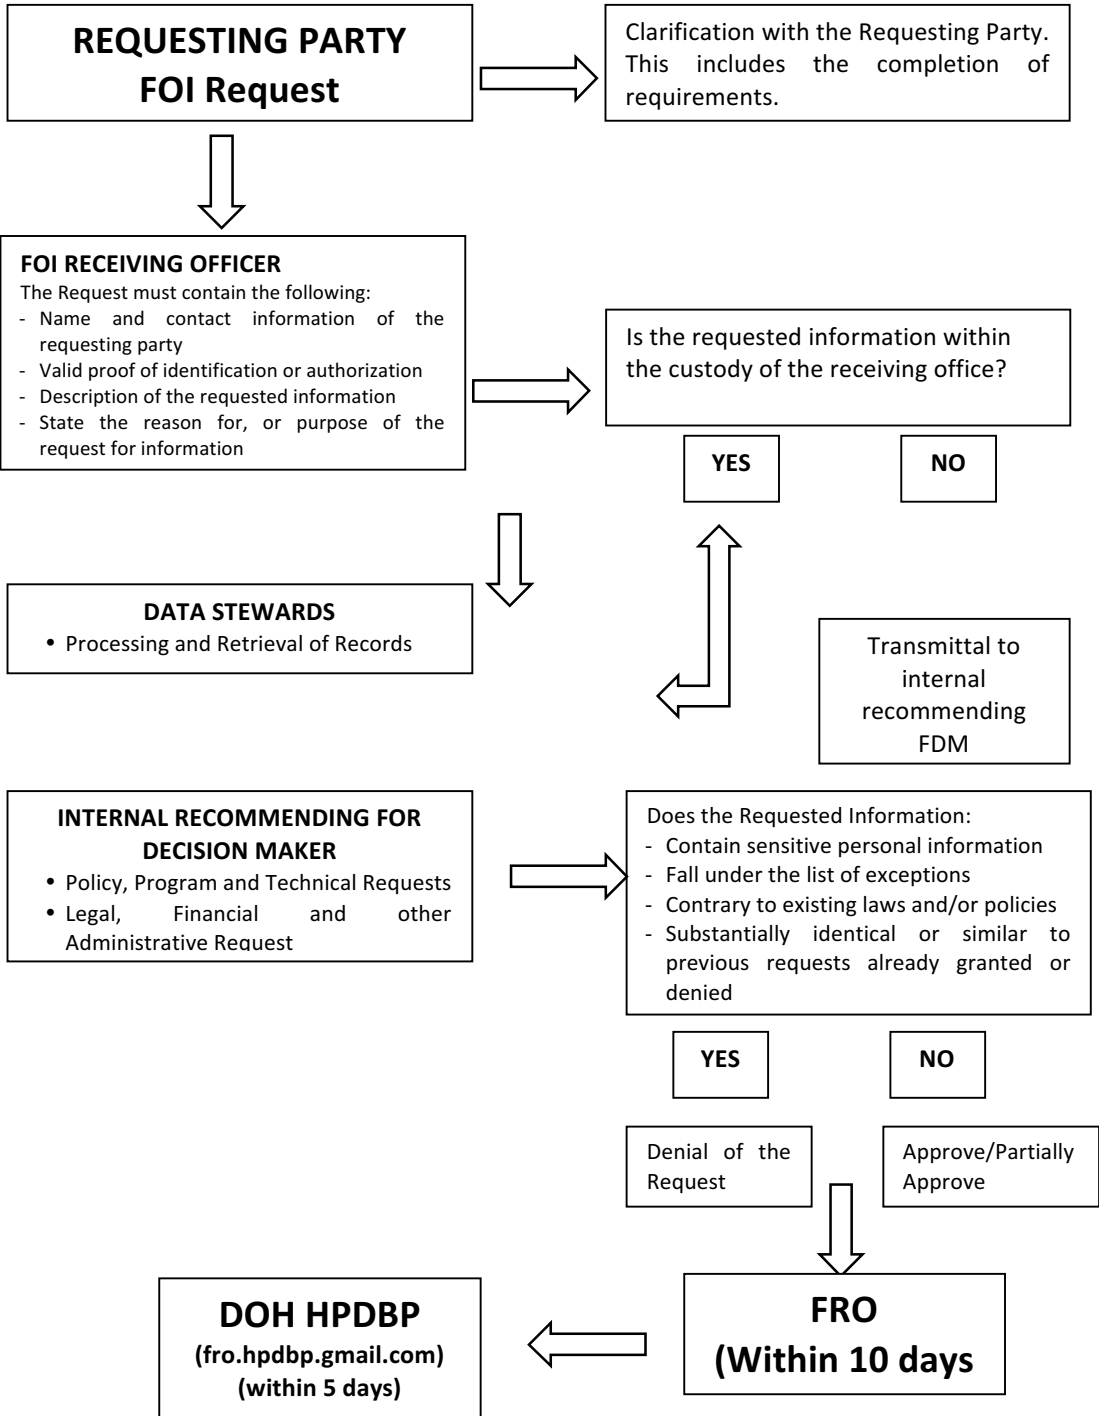 REQUESTING PARTY
FOI Request
Clarification with the Requesting Party.
This includes the completion of
requirements.
FOI RECEIVING OFFICER
The Request must contain the following:
- Name and contact information of the
requesting party
- Valid proof of identification or authorization
- Description of the requested information
- State the reason for, or purpose of the
request for information
Is the requested information within
the custody of the receiving office?
YES
NO
DATA STEWARDS
• Processing and Retrieval of Records
Transmittal to
internal
recommending
FDM
INTERNAL RECOMMENDING FOR
DECISION MAKER
• Policy, Program and Technical Requests
• Legal, Financial and other
Administrative Request
Does the Requested Information:
- Contain sensitive personal information
- Fall under the list of exceptions
- Contrary to existing laws and/or policies
- Substantially identical or similar to
previous requests already granted or
denied
YES
NO
Denial of the
Request
Approve/Partially
Approve
DOH HPDBP
(fro.hpdbp.gmail.com)
(within 5 days)
FRO
(Within 10 days